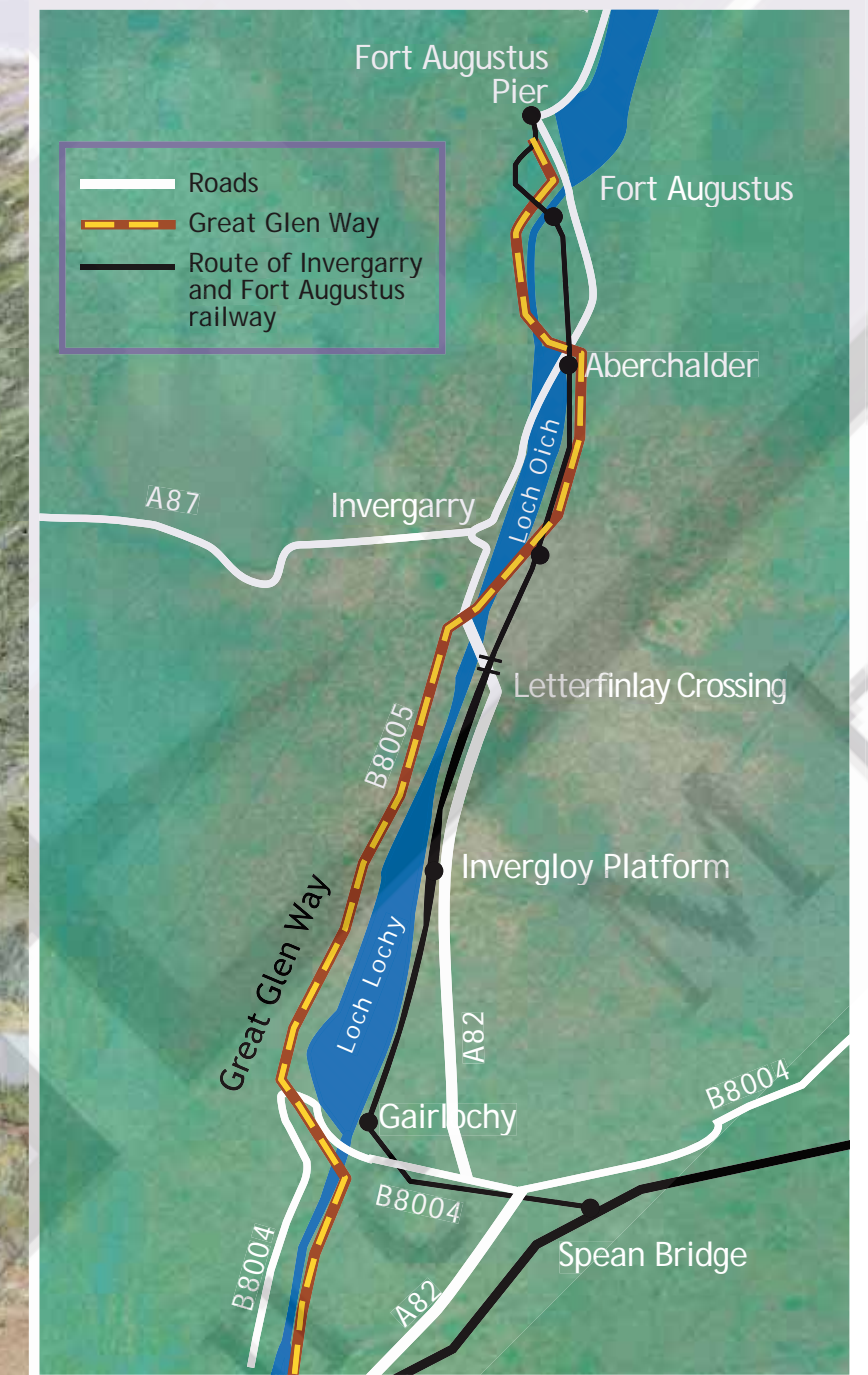 Fort Augustus
Pier
Roads
Great Glen Way
Route of Invergarry
and Fort Augustus
railway
Fort Augustus
Aberchalder
Loch Oich
A87
Invergarry
Letterfinlay Crossing
B8005
Invergloy Platform
Great Glen Way
Loch Lochy
A82
B8004
Gairlochy
B8004
B8004
Spean Bridge
A82